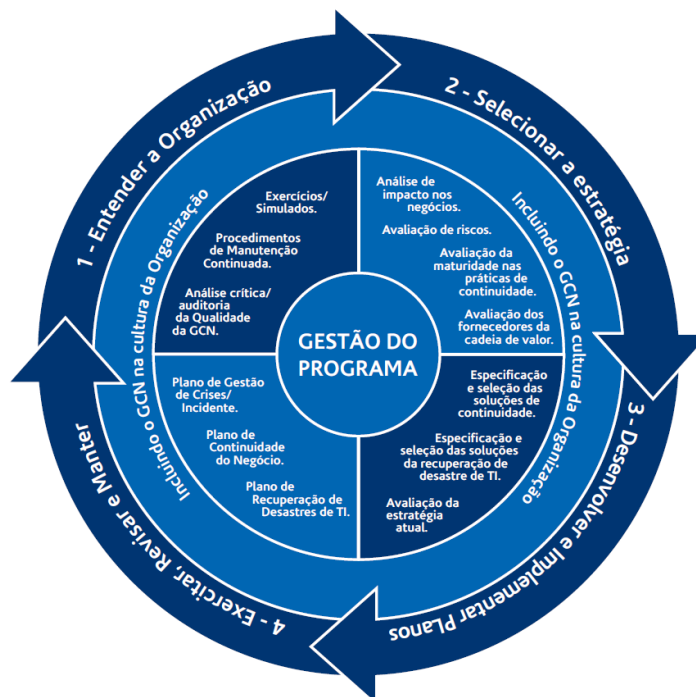 1 - Entender a Organização
2 - Selecionar a estratégia
3 - Desenvolver e Implementar PLanos
4 - Exercitar, Revisar e Manter
Incluindo o GCN na cultura da Organização
Incluindo o GCN na cultura da Organização
Exercícios/
Simulados.
Procedimentos
de Manutenção
Continuada.
Análise crítica/
auditoria
da Qualidade
da GCN.
Análise de
impacto nos
negócios.
Avaliação de riscos.
Avaliação da
maturidade nas
práticas de
continuidade.
Avaliação dos
fornecedores da
cadeia de valor.
GESTÃO DO
PROGRAMA
Plano de Gestão
de Crises/
Incidente.
Plano de
Continuidade
do Negócio.
Plano de
Recuperação de
Desastres de TI.
Especificação
e seleção das
soluções de
continuidade.
Especificação e
seleção das soluções
da recuperação de
desastre de TI.
Avaliação da
estratégia
atual.